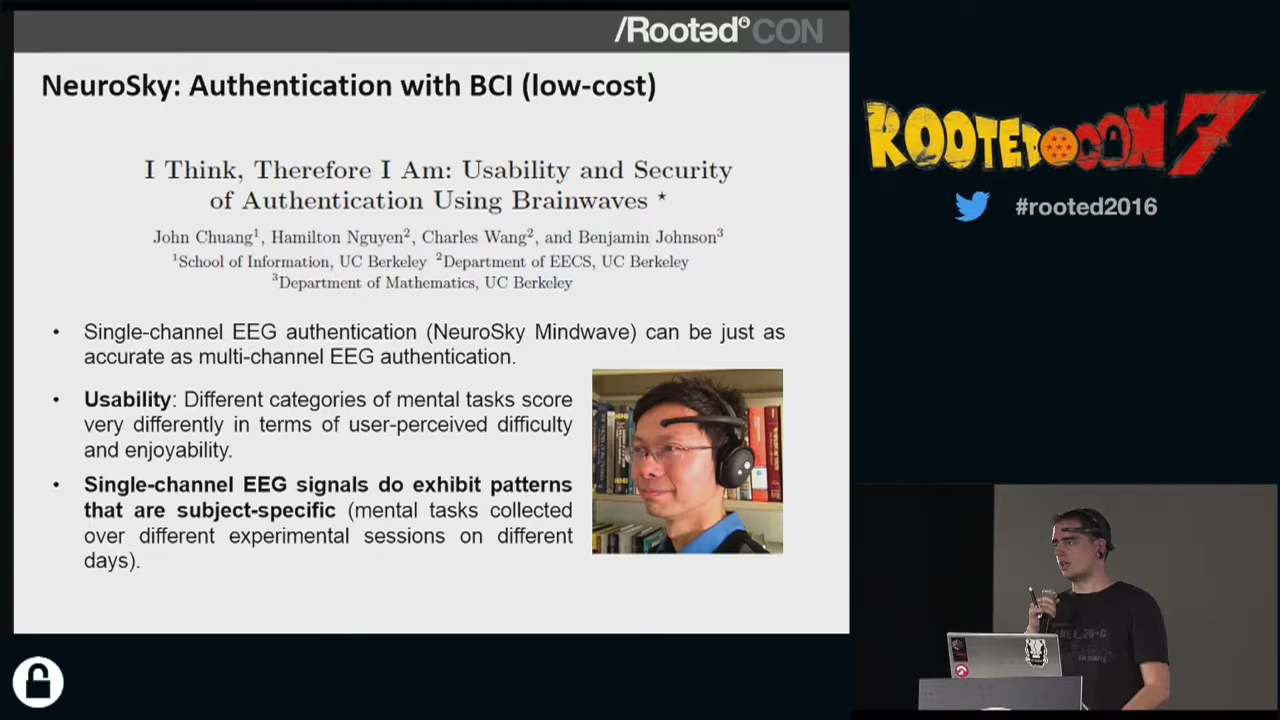 /Rootəd CON
NeuroSky: Authentication with BCI (low-cost)
I Think, Therefore I Am: Usability and Security
of Authentication Using Brainwaves *
John Chuang¹, Hamilton Nguyen², Charles Wang², and Benjamin Johnson³
¹School of Information, UC Berkeley ²Department of EECS, UC Berkeley
³Department of Mathematics, UC Berkeley
• Single-channel EEG authentication (NeuroSky Mindwave) can be just as
accurate as multi-channel EEG authentication.
• Usability: Different categories of mental tasks score
very differently in terms of user-perceived difficulty
and enjoyability.
• Single-channel EEG signals do exhibit patterns
that are subject-specific (mental tasks collected
over different experimental sessions on different
days).
ROOTED CON 7
#rooted2016